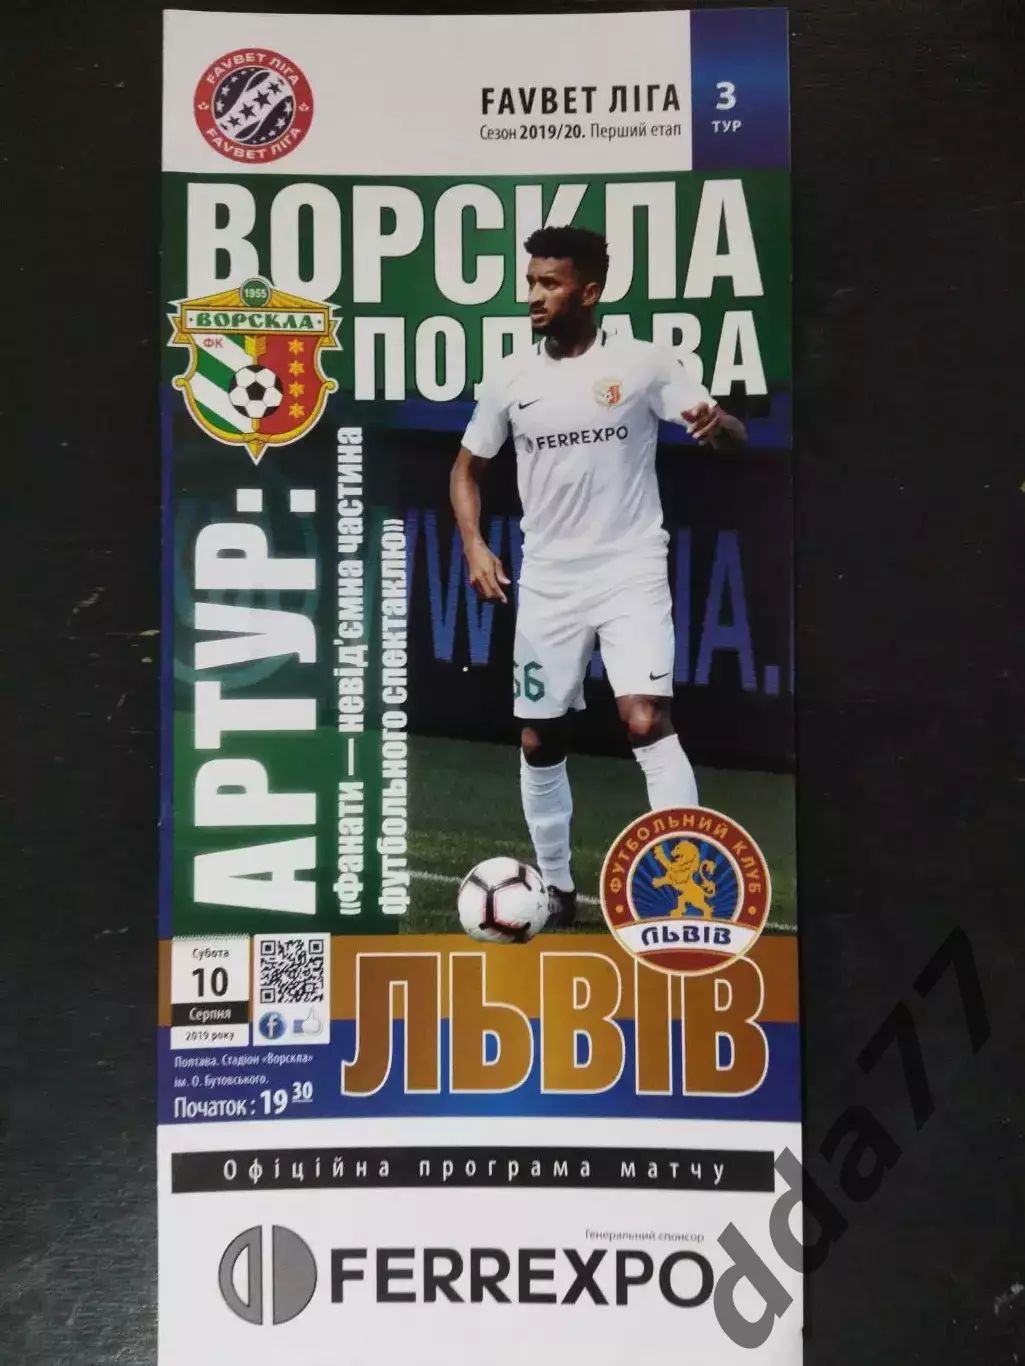 FAVBET ЛІГА
FAVBET ЛІГА
FAVBET ЛІГА
Сезон 2019/20. Перший етап
3
ТУР
ВОРСКЛА
ПОЛТАВА
1955
ВОРСКЛА
ФК
АРТУР:
«Фанати — невід'ємна частина
футбольного спектаклю»
FERREXPO
66
ФУТБОЛЬНИЙ КЛУБ
ЛЬВІВ
Субота
10
Серпня
2019 року
f
ЛЬВІВ
Полтава. Стадіон «Ворскла»
ім. О. Бутовського.
Початок : 19 30
Офіційна програма матчу
Генеральний спонсор
FERREXPO
dda77